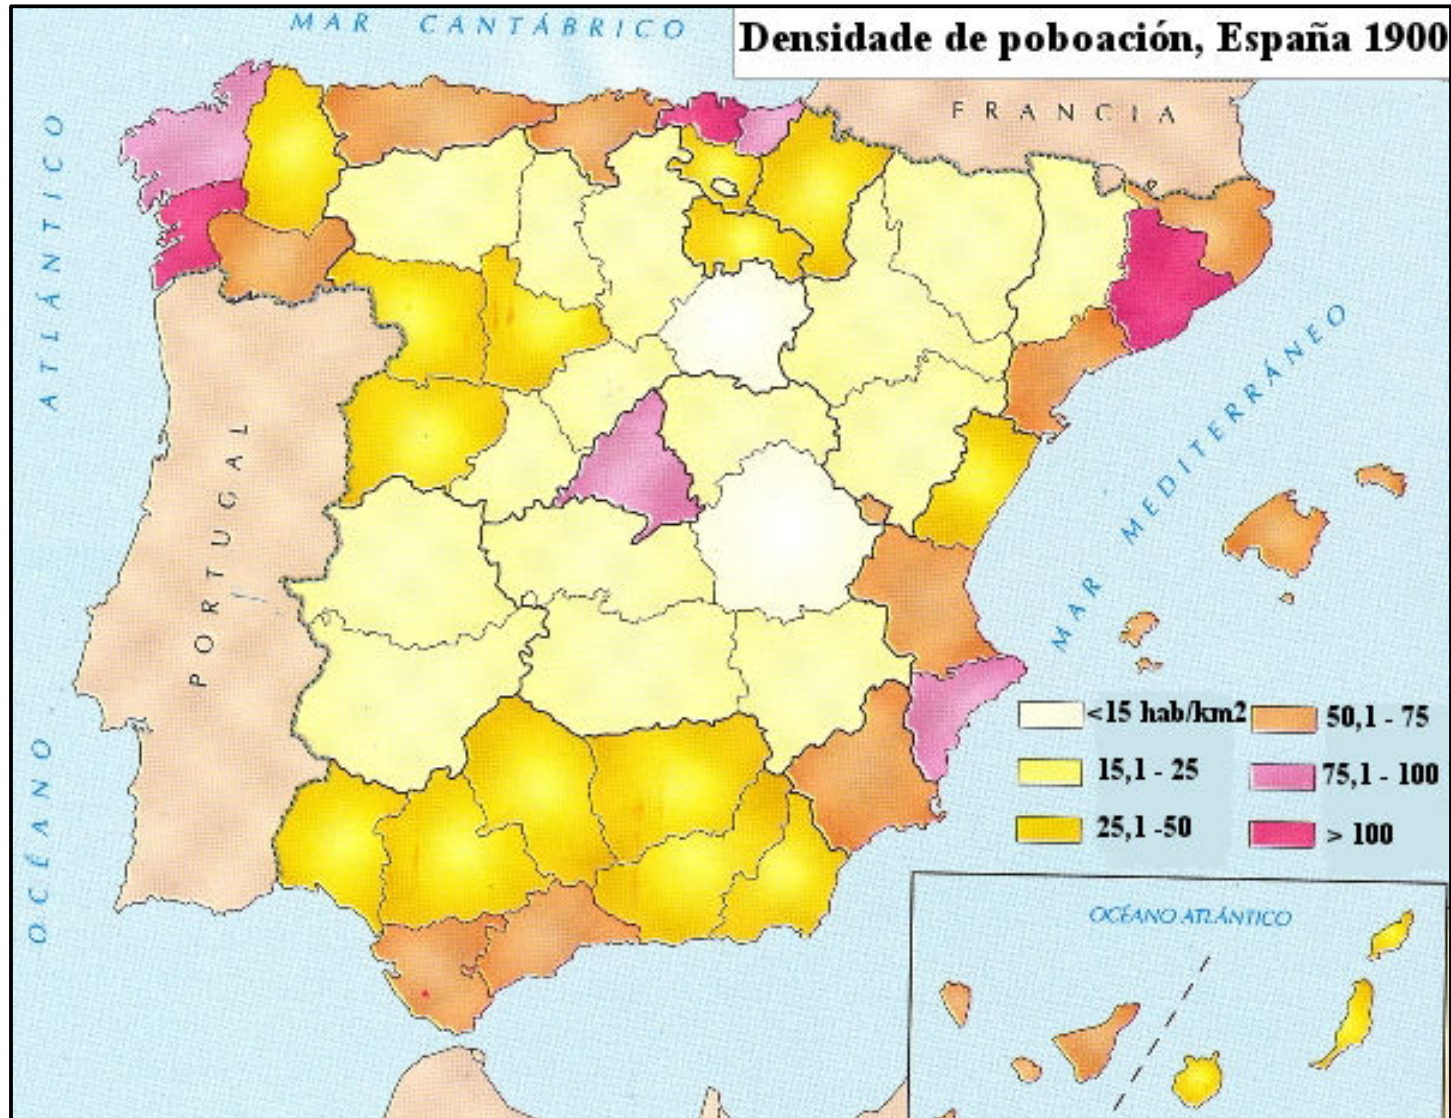 MAR CANTÁBRICO
Densidade de poboación, España 1900
FRANCIA
ATLÁNTICO
OCÉANO
PORTUGAL
MAR MEDITERRÁNEO
<15 hab/km2
15,1 - 25
25,1 -50
50,1 - 75
75,1 - 100
> 100
OCÉANO ATLÁNTICO